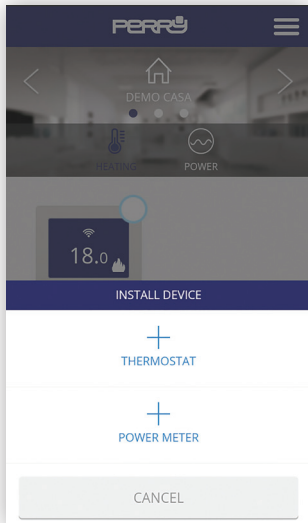 PERRY
DEMO CASA
HEATING
POWER
18.0
INSTALL DEVICE
THERMOSTAT
POWER METER
CANCEL